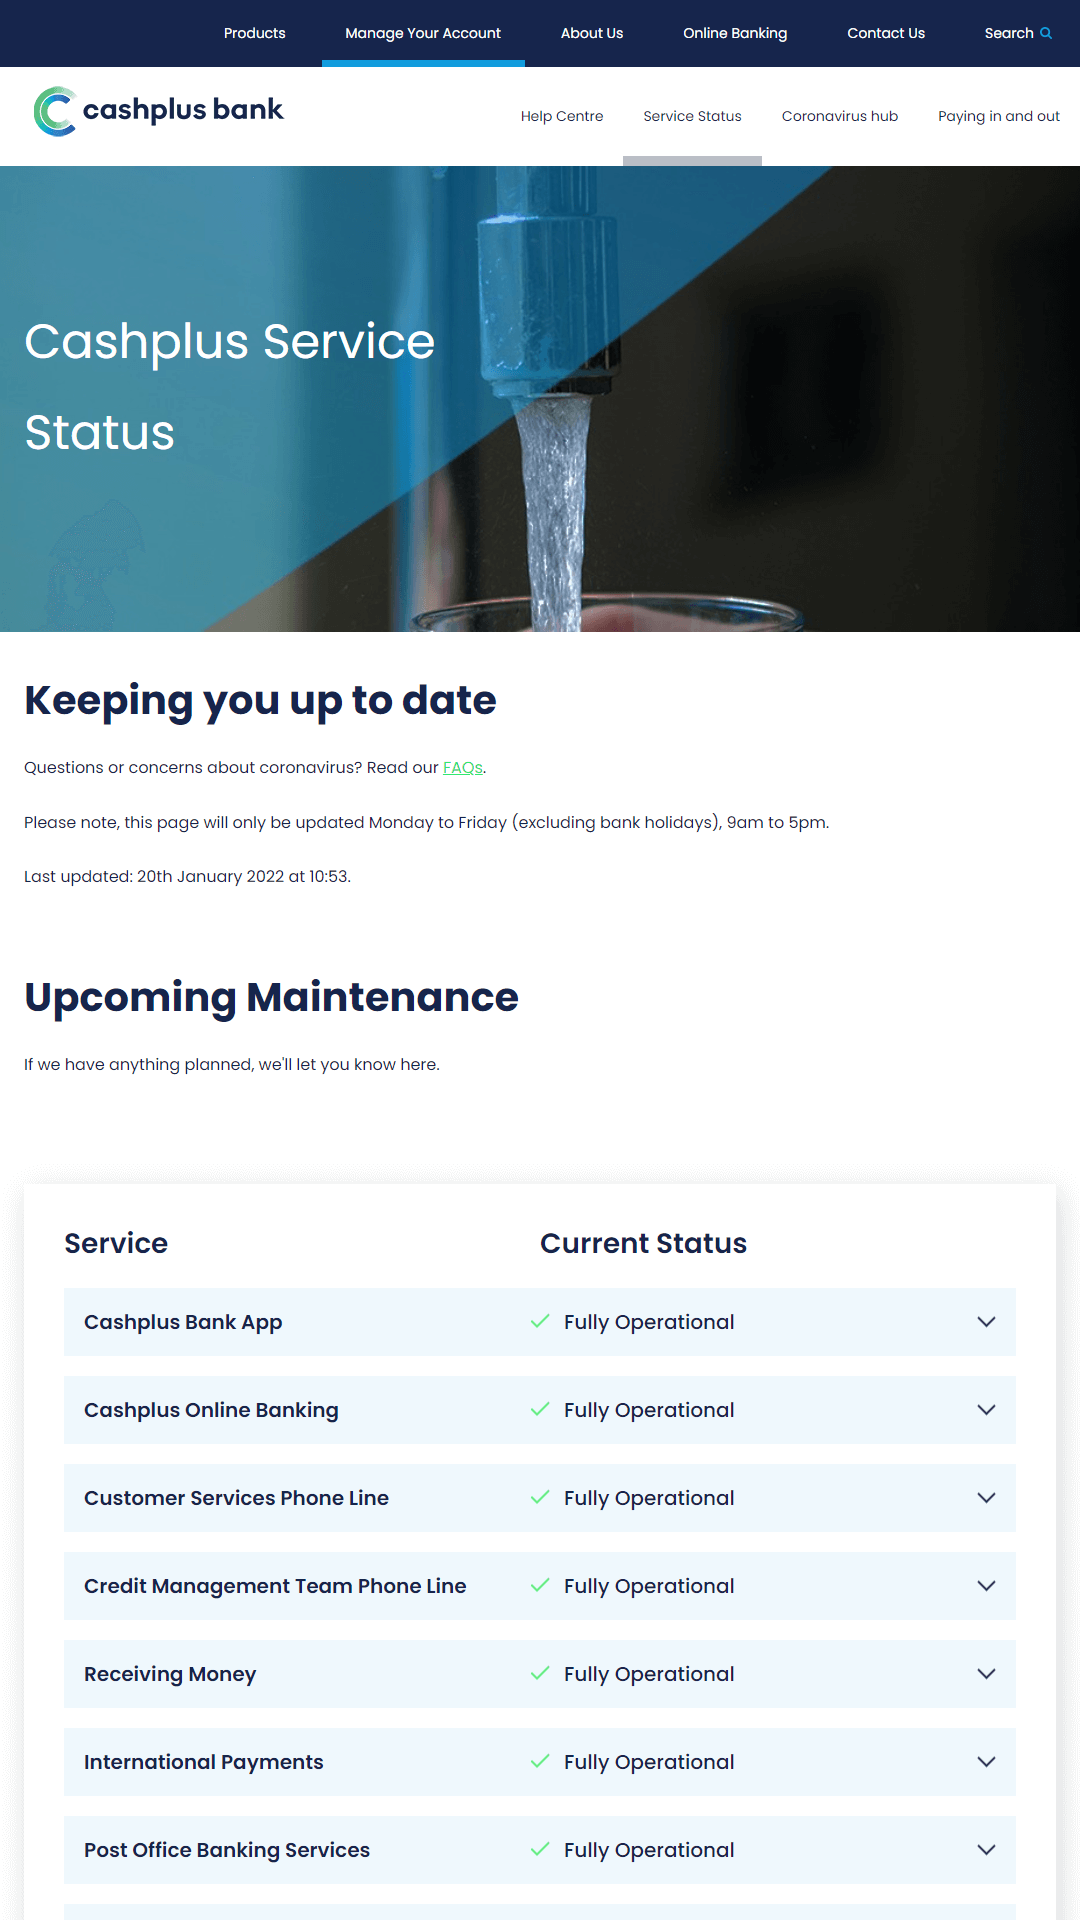 Products Manage Your Account About Us Online Banking Contact Us Search
cashplus bank
Help Centre Service Status Coronavirus hub Paying in and out
Cashplus Service
Status
Keeping you up to date
Questions or concerns about coronavirus? Read our FAQs.
Please note, this page will only be updated Monday to Friday (excluding bank holidays), 9am to 5pm.
Last updated: 20th January 2022 at 10:53.
Upcoming Maintenance
If we have anything planned, we'll let you know here.
Service Current Status
Cashplus Bank App Fully Operational
Cashplus Online Banking Fully Operational
Customer Services Phone Line Fully Operational
Credit Management Team Phone Line Fully Operational
Receiving Money Fully Operational
International Payments Fully Operational
Post Office Banking Services Fully Operational